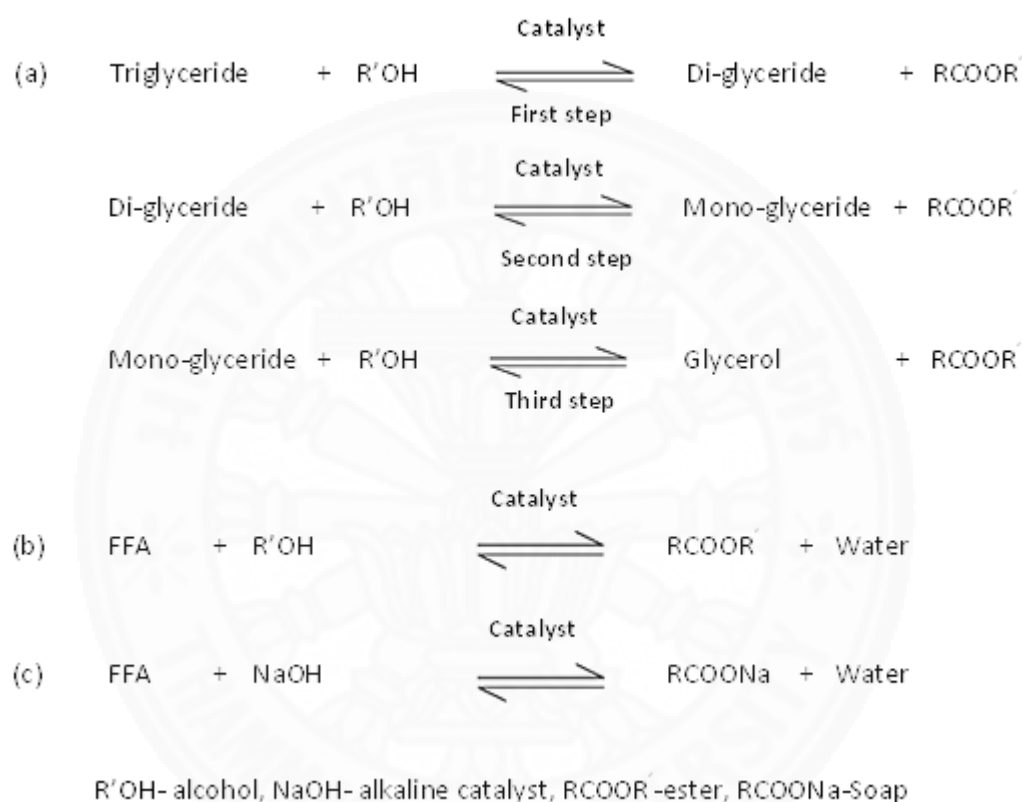 Catalyst
(a) Triglyceride + R'OH Di-glyceride + RCOOR'
First step
Catalyst
Di-glyceride + R'OH Mono-glyceride + RCOOR'
Second step
Catalyst
Mono-glyceride + R'OH Glycerol + RCOOR'
Third step
Catalyst
(b) FFA + R'OH RCOOR' + Water
Catalyst
(c) FFA + NaOH RCOONa + Water
R'OH- alcohol, NaOH- alkaline catalyst, RCOOR'-ester, RCOONa-Soap